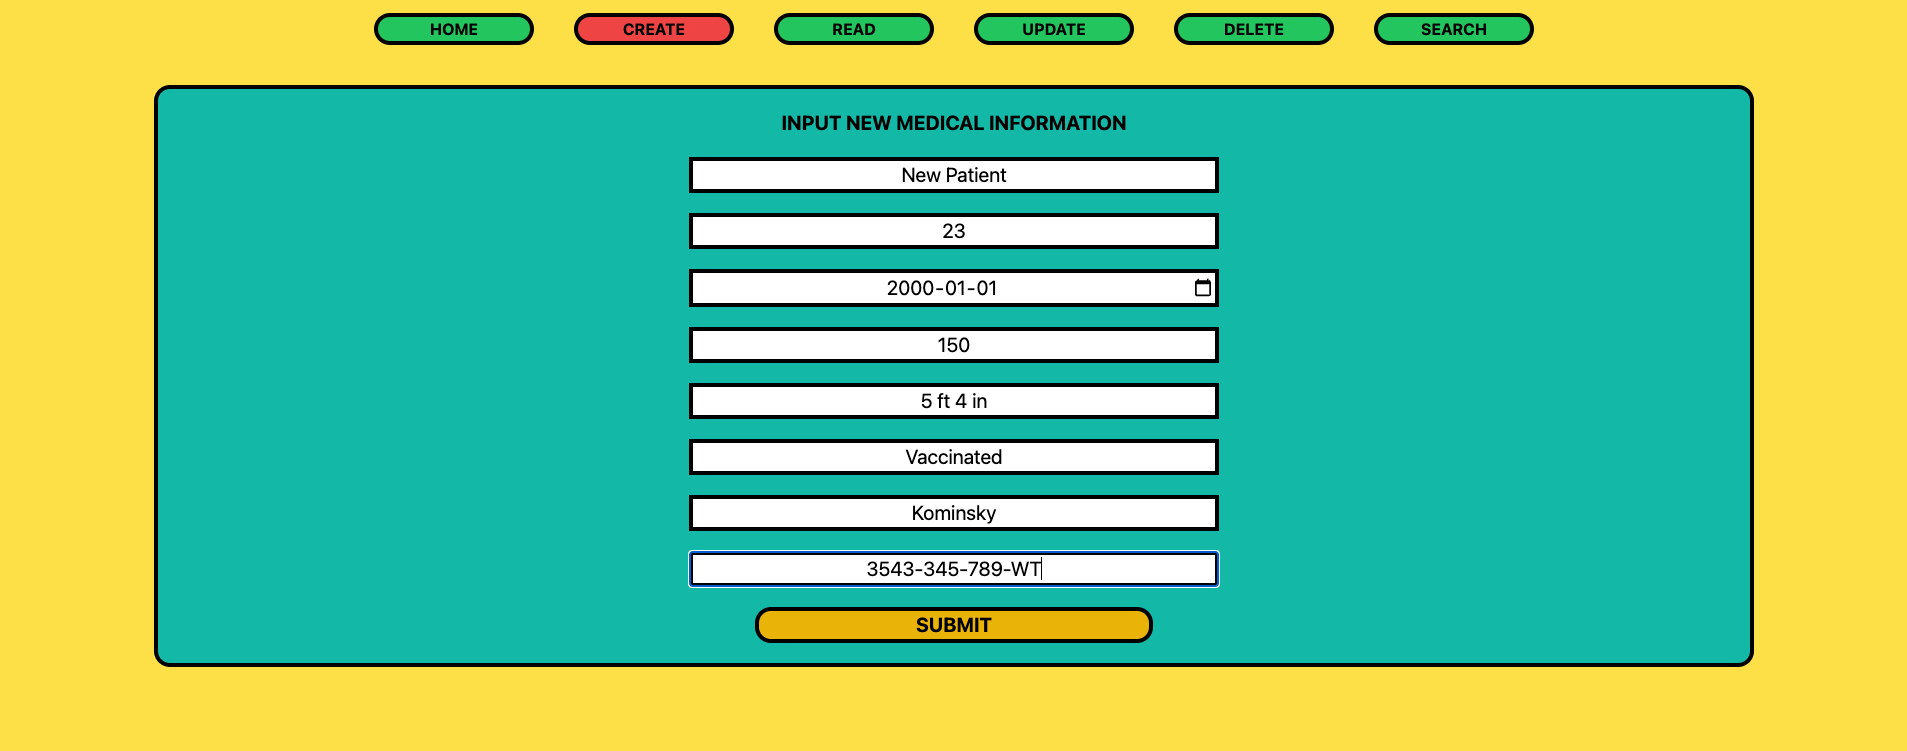 HOME CREATE READ UPDATE DELETE SEARCH
INPUT NEW MEDICAL INFORMATION
New Patient
23
2000-01-01
150
5 ft 4 in
Vaccinated
Kominsky
3543-345-789-WT
SUBMIT